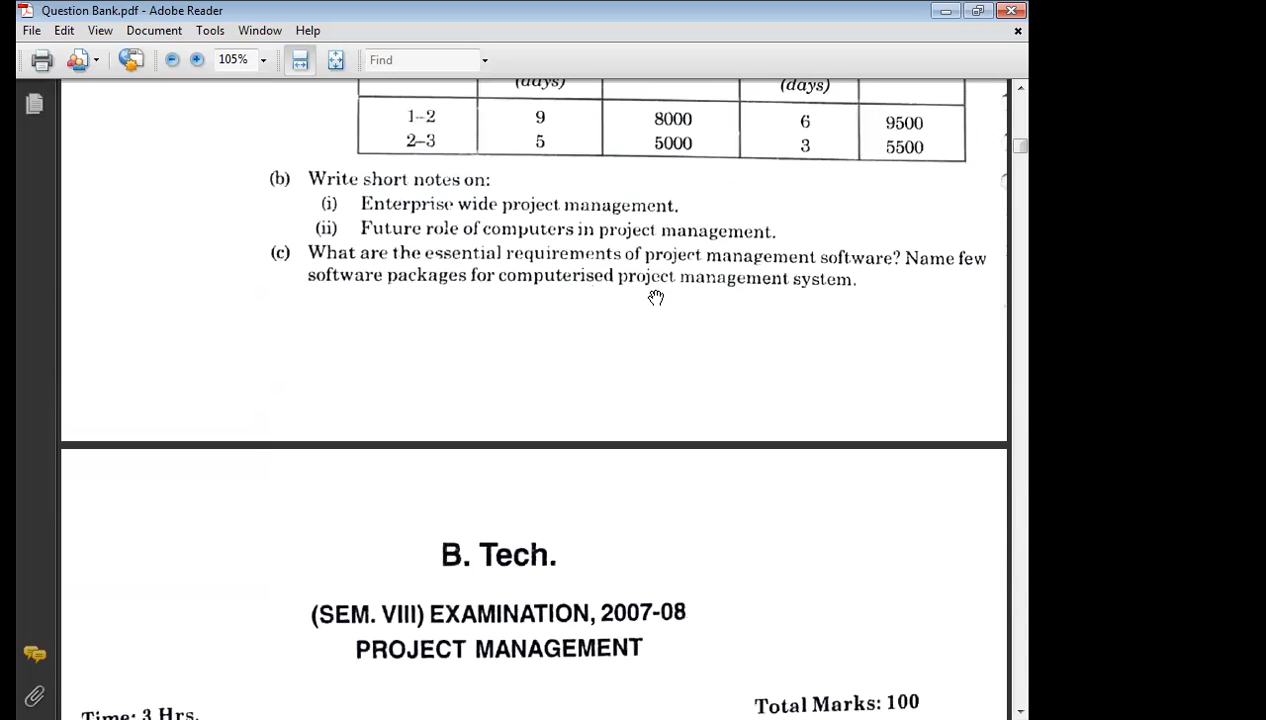 Question Bank.pdf - Adobe Reader
File Edit View Document Tools Window Help
105% Find
(days) (days)
1–2 9 8000 6 9500
2–3 5 5000 3 5500
(b) Write short notes on:
(i) Enterprise wide project management.
(ii) Future role of computers in project management.
(c) What are the essential requirements of project management software? Name few
software packages for computerised project management system.
B. Tech.
(SEM. VIII) EXAMINATION, 2007-08
PROJECT MANAGEMENT
Time: 3 Hrs. Total Marks: 100